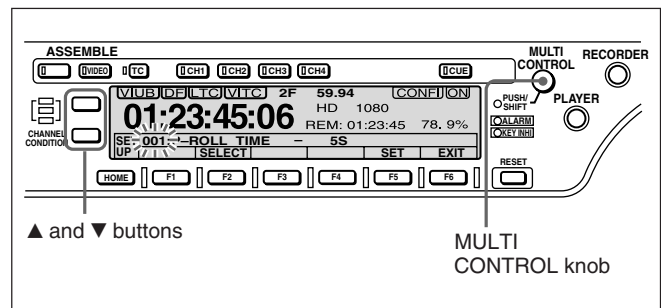 ASSEMBLE
MULTI CONTROL
RECORDER
VIDEO TC CH1 CH2 CH3 CH4 CUE
PUSH/SHIFT
PLAYER
VIUB DF LTC VITC 2F 59.94 CONFI ON
01:23:45:06 HD 1080
REM: 01:23:45 78.9%
ALARM
KEY INHI
CHANNEL CONDITION
SE 001 -ROLL TIME – 5S
UP SELECT SET EXIT
RESET
HOME F1 F2 F3 F4 F5 F6
▲ and ▼ buttons
MULTI
CONTROL knob